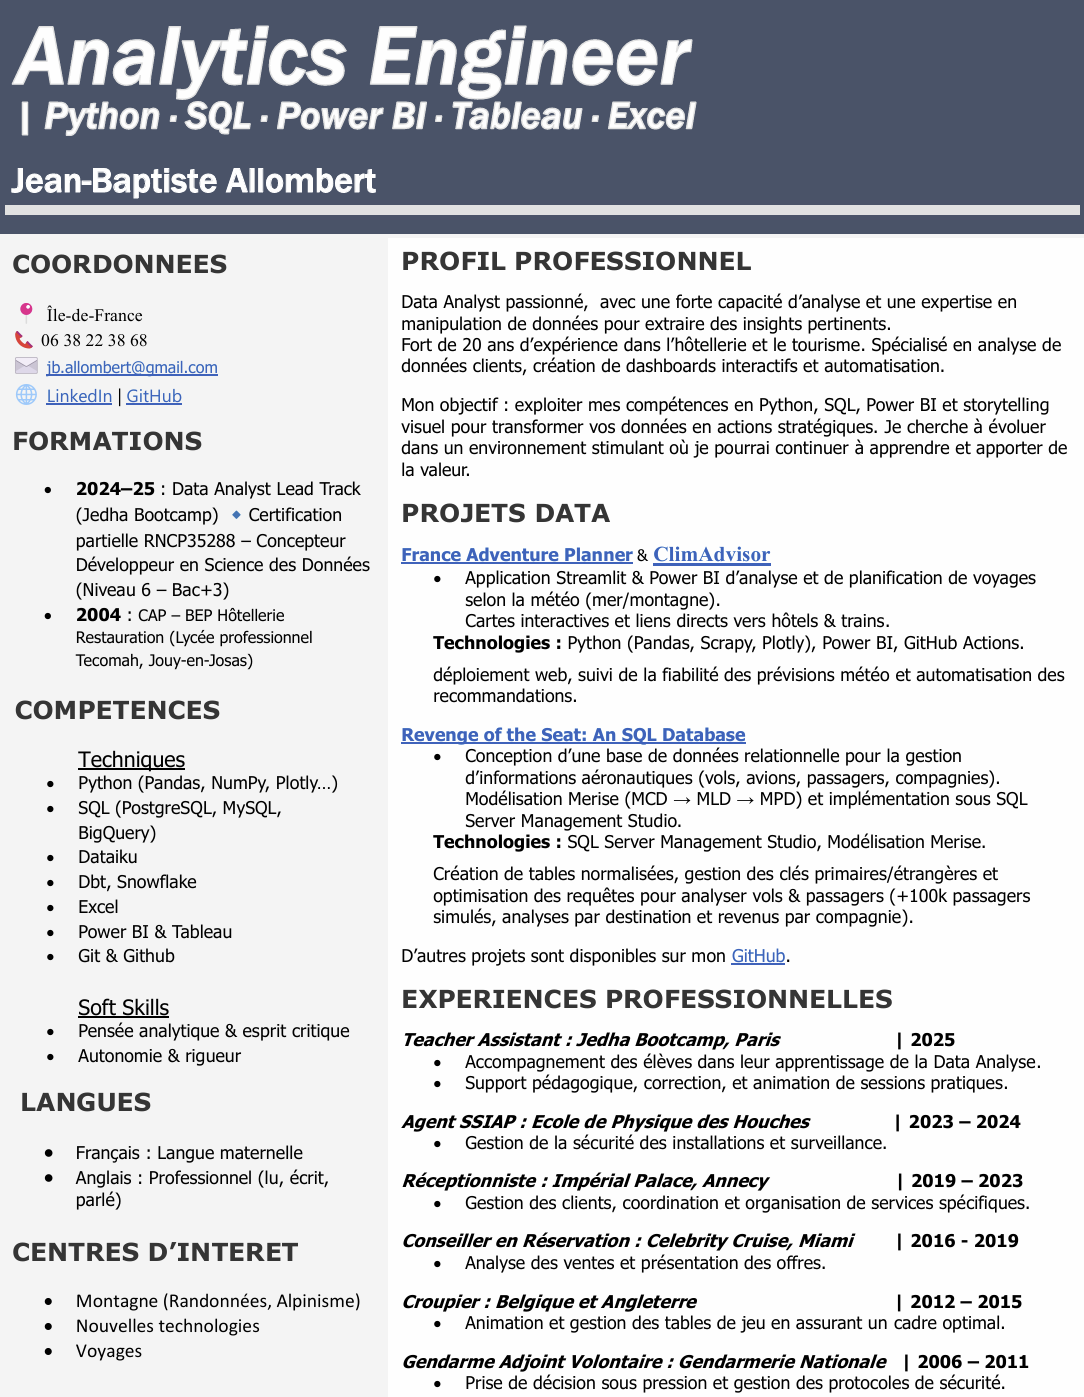 Analytics Engineer
| Python · SQL · Power BI · Tableau · Excel
Jean-Baptiste Allombert
COORDONNEES
Île-de-France
06 38 22 38 68
jb.allombert@gmail.com
LinkedIn | GitHub
FORMATIONS
• 2024–25 : Data Analyst Lead Track
(Jedha Bootcamp) 🔹Certification
partielle RNCP35288 – Concepteur
Développeur en Science des Données
(Niveau 6 – Bac+3)
• 2004 : CAP – BEP Hôtellerie
Restauration (Lycée professionnel
Tecomah, Jouy-en-Josas)
COMPETENCES
Techniques
• Python (Pandas, NumPy, Plotly…)
• SQL (PostgreSQL, MySQL,
BigQuery)
• Dataiku
• Dbt, Snowflake
• Excel
• Power BI & Tableau
• Git & Github
Soft Skills
• Pensée analytique & esprit critique
• Autonomie & rigueur
LANGUES
• Français : Langue maternelle
• Anglais : Professionnel (lu, écrit,
parlé)
CENTRES D’INTERET
• Montagne (Randonnées, Alpinisme)
• Nouvelles technologies
• Voyages
PROFIL PROFESSIONNEL
Data Analyst passionné, avec une forte capacité d’analyse et une expertise en
manipulation de données pour extraire des insights pertinents.
Fort de 20 ans d’expérience dans l’hôtellerie et le tourisme. Spécialisé en analyse de
données clients, création de dashboards interactifs et automatisation.
Mon objectif : exploiter mes compétences en Python, SQL, Power BI et storytelling
visuel pour transformer vos données en actions stratégiques. Je cherche à évoluer
dans un environnement stimulant où je pourrai continuer à apprendre et apporter de
la valeur.
PROJETS DATA
France Adventure Planner & ClimAdvisor
• Application Streamlit & Power BI d’analyse et de planification de voyages
selon la météo (mer/montagne).
Cartes interactives et liens directs vers hôtels & trains.
Technologies : Python (Pandas, Scrapy, Plotly), Power BI, GitHub Actions.
déploiement web, suivi de la fiabilité des prévisions météo et automatisation des
recommandations.
Revenge of the Seat: An SQL Database
• Conception d’une base de données relationnelle pour la gestion
d’informations aéronautiques (vols, avions, passagers, compagnies).
Modélisation Merise (MCD → MLD → MPD) et implémentation sous SQL
Server Management Studio.
Technologies : SQL Server Management Studio, Modélisation Merise.
Création de tables normalisées, gestion des clés primaires/étrangères et
optimisation des requêtes pour analyser vols & passagers (+100k passagers
simulés, analyses par destination et revenus par compagnie).
D’autres projets sont disponibles sur mon GitHub.
EXPERIENCES PROFESSIONNELLES
Teacher Assistant : Jedha Bootcamp, Paris | 2025
• Accompagnement des élèves dans leur apprentissage de la Data Analyse.
• Support pédagogique, correction, et animation de sessions pratiques.
Agent SSIAP : Ecole de Physique des Houches | 2023 – 2024
• Gestion de la sécurité des installations et surveillance.
Réceptionniste : Impérial Palace, Annecy | 2019 – 2023
• Gestion des clients, coordination et organisation de services spécifiques.
Conseiller en Réservation : Celebrity Cruise, Miami | 2016 - 2019
• Analyse des ventes et présentation des offres.
Croupier : Belgique et Angleterre | 2012 – 2015
• Animation et gestion des tables de jeu en assurant un cadre optimal.
Gendarme Adjoint Volontaire : Gendarmerie Nationale | 2006 – 2011
• Prise de décision sous pression et gestion des protocoles de sécurité.